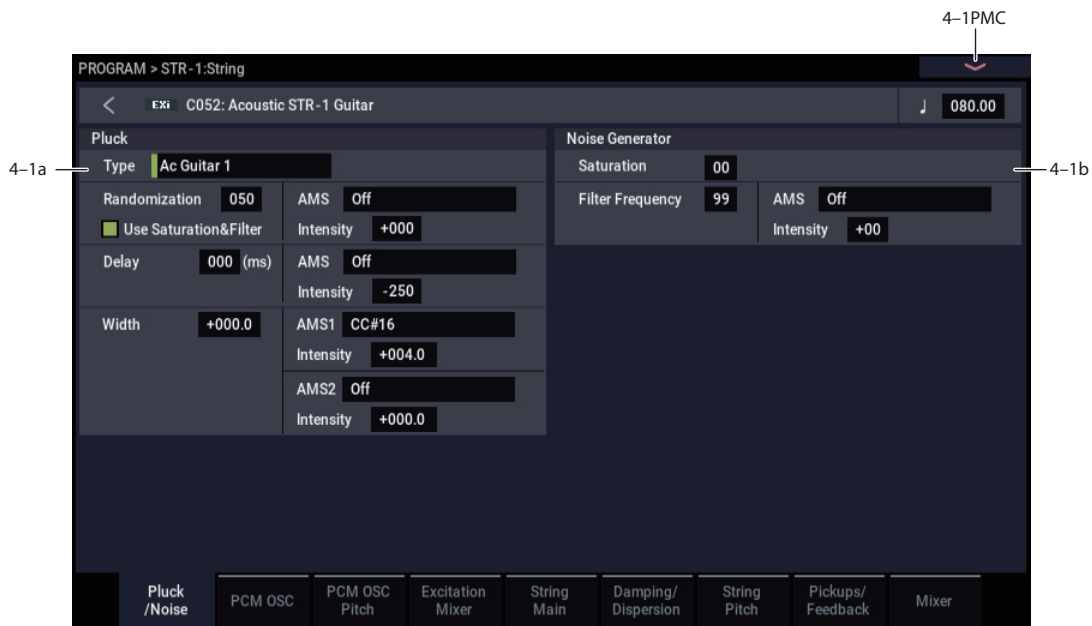 4–1PMC
PROGRAM > STR-1:String
EXi C052: Acoustic STR-1 Guitar
♩ 080.00
Pluck
4–1a
Type Ac Guitar 1
Randomization 050 AMS Off
Use Saturation&Filter Intensity +000
Delay 000 (ms) AMS Off
Intensity -250
Width +000.0 AMS1 CC#16
Intensity +004.0
AMS2 Off
Intensity +000.0
Noise Generator
Saturation 00
4–1b
Filter Frequency 99 AMS Off
Intensity +00
Pluck
/Noise
PCM OSC
PCM OSC
Pitch
Excitation
Mixer
String
Main
Damping/
Dispersion
String
Pitch
Pickups/
Feedback
Mixer